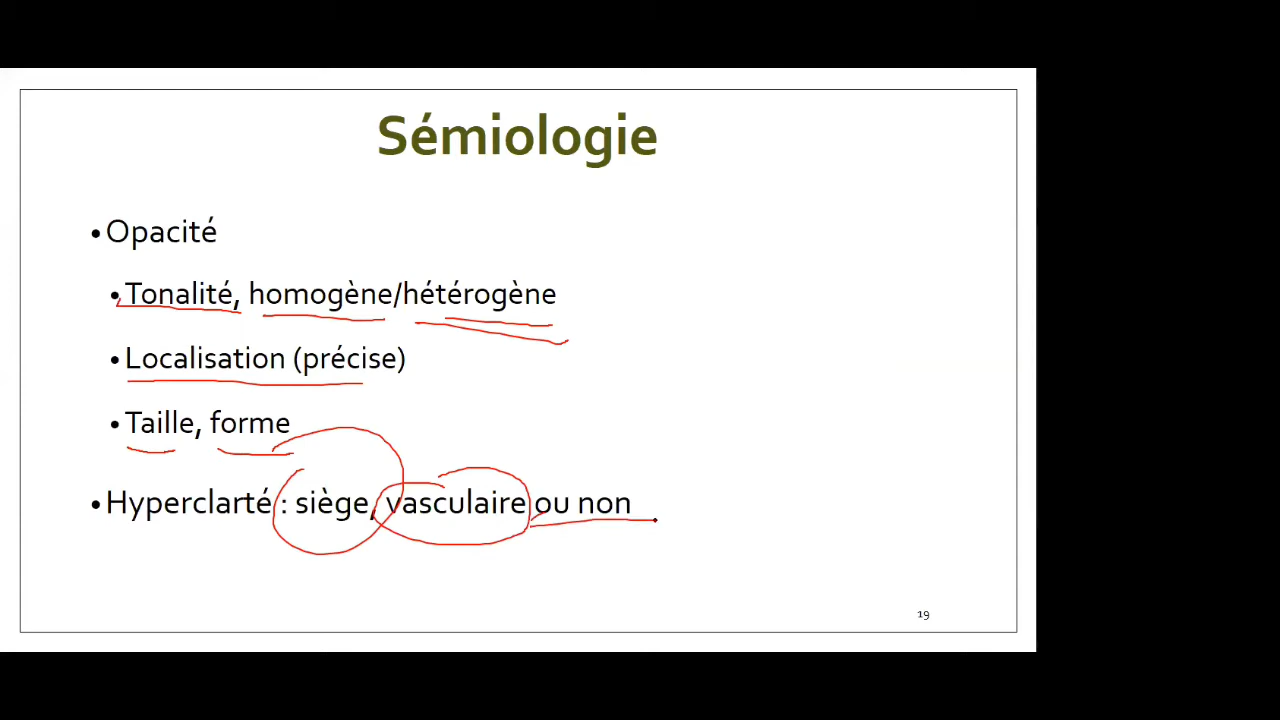 Sémiologie
• Opacité
• Tonalité, homogène/hétérogène
• Localisation (précise)
• Taille, forme
• Hyperclarté : siège, vasculaire ou non
19